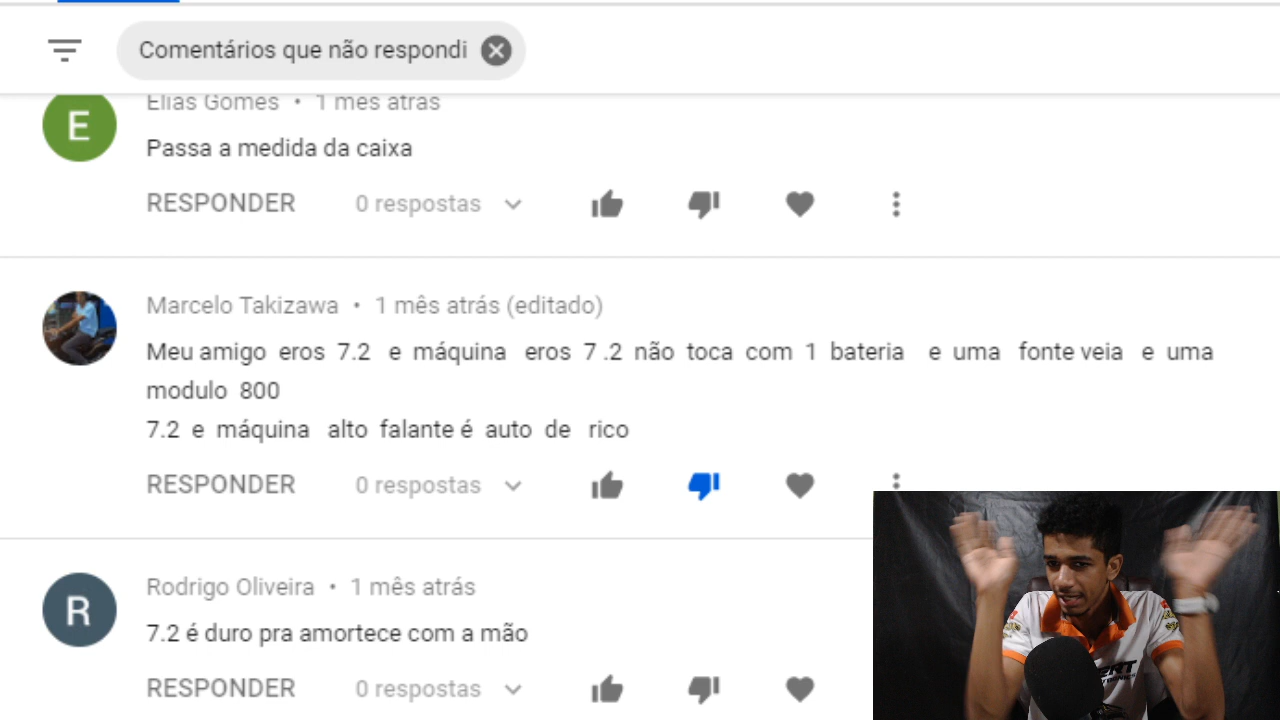 Comentários que não respondi
E
Elias Gomes • 1 mês atrás
Passa a medida da caixa
RESPONDER 0 respostas
Marcelo Takizawa • 1 mês atrás (editado)
Meu amigo eros 7.2 e máquina eros 7 .2 não toca com 1 bateria e uma fonte veia e uma
modulo 800
7.2 e máquina alto falante é auto de rico
RESPONDER 0 respostas
R
Rodrigo Oliveira • 1 mês atrás
7.2 é duro pra amortece com a mão
RESPONDER 0 respostas